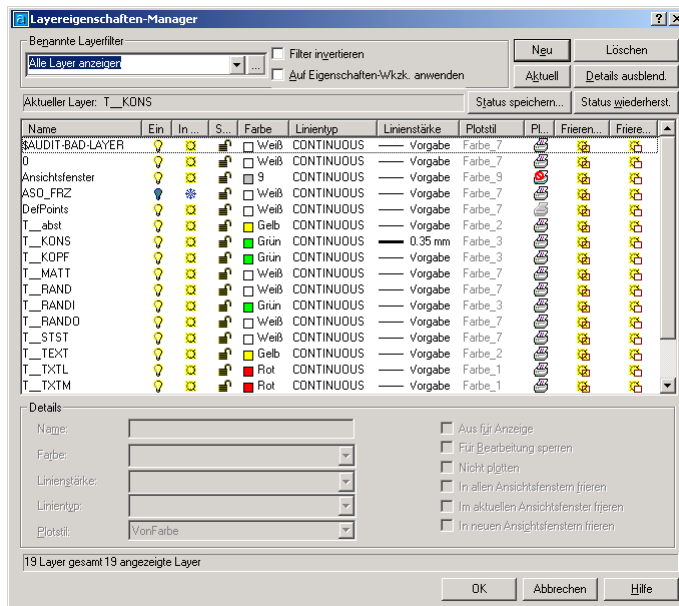 Layereigenschaften-Manager
Benannte Layerfilter
Alle Layer anzeigen
...
Filter invertieren
Auf Eigenschaften-Wkzk. anwenden
Neu
Löschen
Aktuell
Details ausblend.
Aktueller Layer: T__KONS
Status speichern...
Status wiederherst.
Name Ein In ... S... Farbe Linientyp Linienstärke Plotstil Pl... Frieren... Friere...
$AUDIT-BAD-LAYER Weiß CONTINUOUS Vorgabe Farbe_7
0 Weiß CONTINUOUS Vorgabe Farbe_7
Ansichtsfenster 9 CONTINUOUS Vorgabe Farbe_9
ASO_FRZ Weiß CONTINUOUS Vorgabe Farbe_7
DefPoints Weiß CONTINUOUS Vorgabe Farbe_7
T__abst Gelb CONTINUOUS Vorgabe Farbe_2
T__KONS Grün CONTINUOUS 0.35 mm Farbe_3
T__KOPF Grün CONTINUOUS Vorgabe Farbe_3
T__MATT Weiß CONTINUOUS Vorgabe Farbe_7
T__RAND Weiß CONTINUOUS Vorgabe Farbe_7
T__RANDI Grün CONTINUOUS Vorgabe Farbe_3
T__RANDO Weiß CONTINUOUS Vorgabe Farbe_7
T__STST Weiß CONTINUOUS Vorgabe Farbe_7
T__TEXT Gelb CONTINUOUS Vorgabe Farbe_2
T__TXTL Rot CONTINUOUS Vorgabe Farbe_1
T__TXTM Rot CONTINUOUS Vorgabe Farbe_1
Details
Name:
Farbe:
Linienstärke:
Linientyp:
Plotstil: VonFarbe
Aus für Anzeige
Für Bearbeitung sperren
Nicht plotten
In allen Ansichtsfenstern frieren
Im aktuellen Ansichtsfenster frieren
In neuen Ansichtsfenstern frieren
19 Layer gesamt 19 angezeigte Layer
OK
Abbrechen
Hilfe